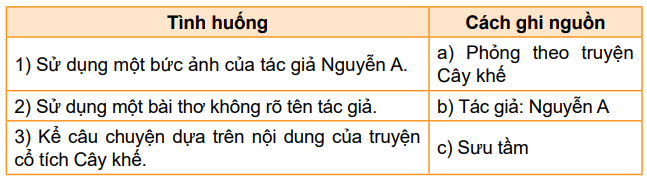 Tình huống
Cách ghi nguồn
1) Sử dụng một bức ảnh của tác giả Nguyễn A.
a) Phỏng theo truyện
Cây khế
2) Sử dụng một bài thơ không rõ tên tác giả.
b) Tác giả: Nguyễn A
3) Kể câu chuyện dựa trên nội dung của truyện
cổ tích Cây khế.
c) Sưu tầm